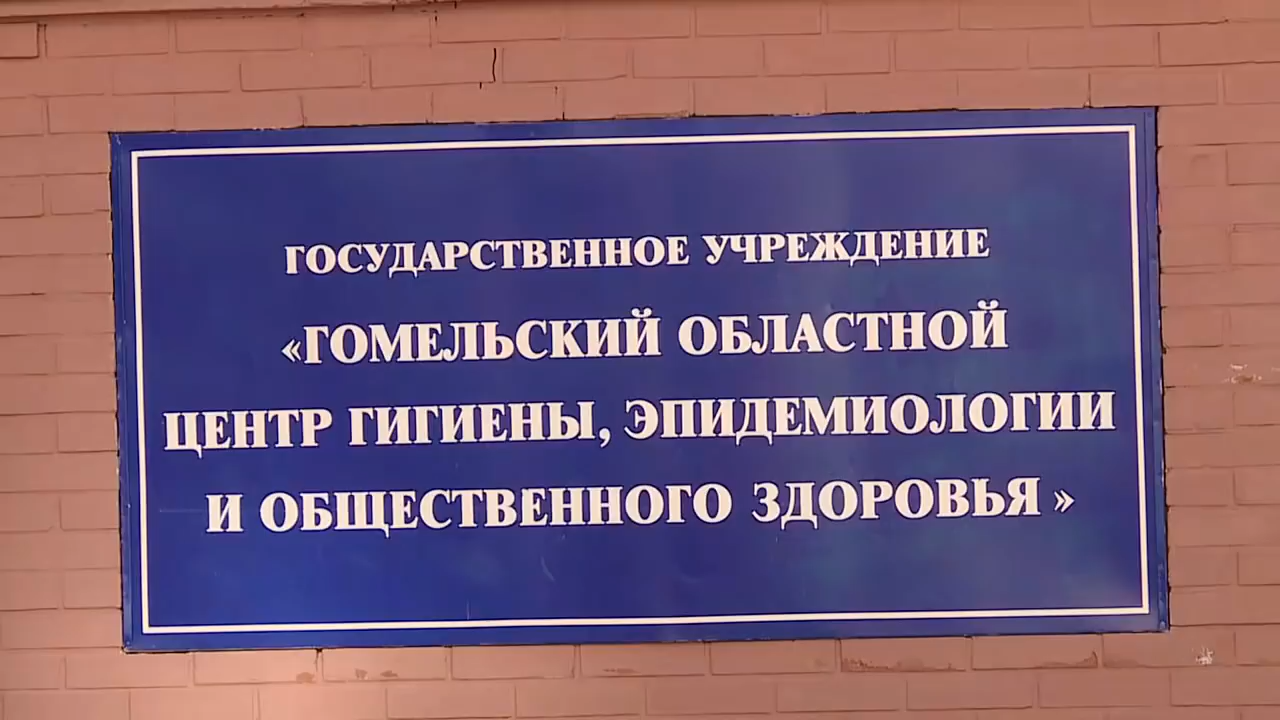 ГОСУДАРСТВЕННОЕ УЧРЕЖДЕНИЕ
«ГОМЕЛЬСКИЙ ОБЛАСТНОЙ
ЦЕНТР ГИГИЕНЫ, ЭПИДЕМИОЛОГИИ
И ОБЩЕСТВЕННОГО ЗДОРОВЬЯ»